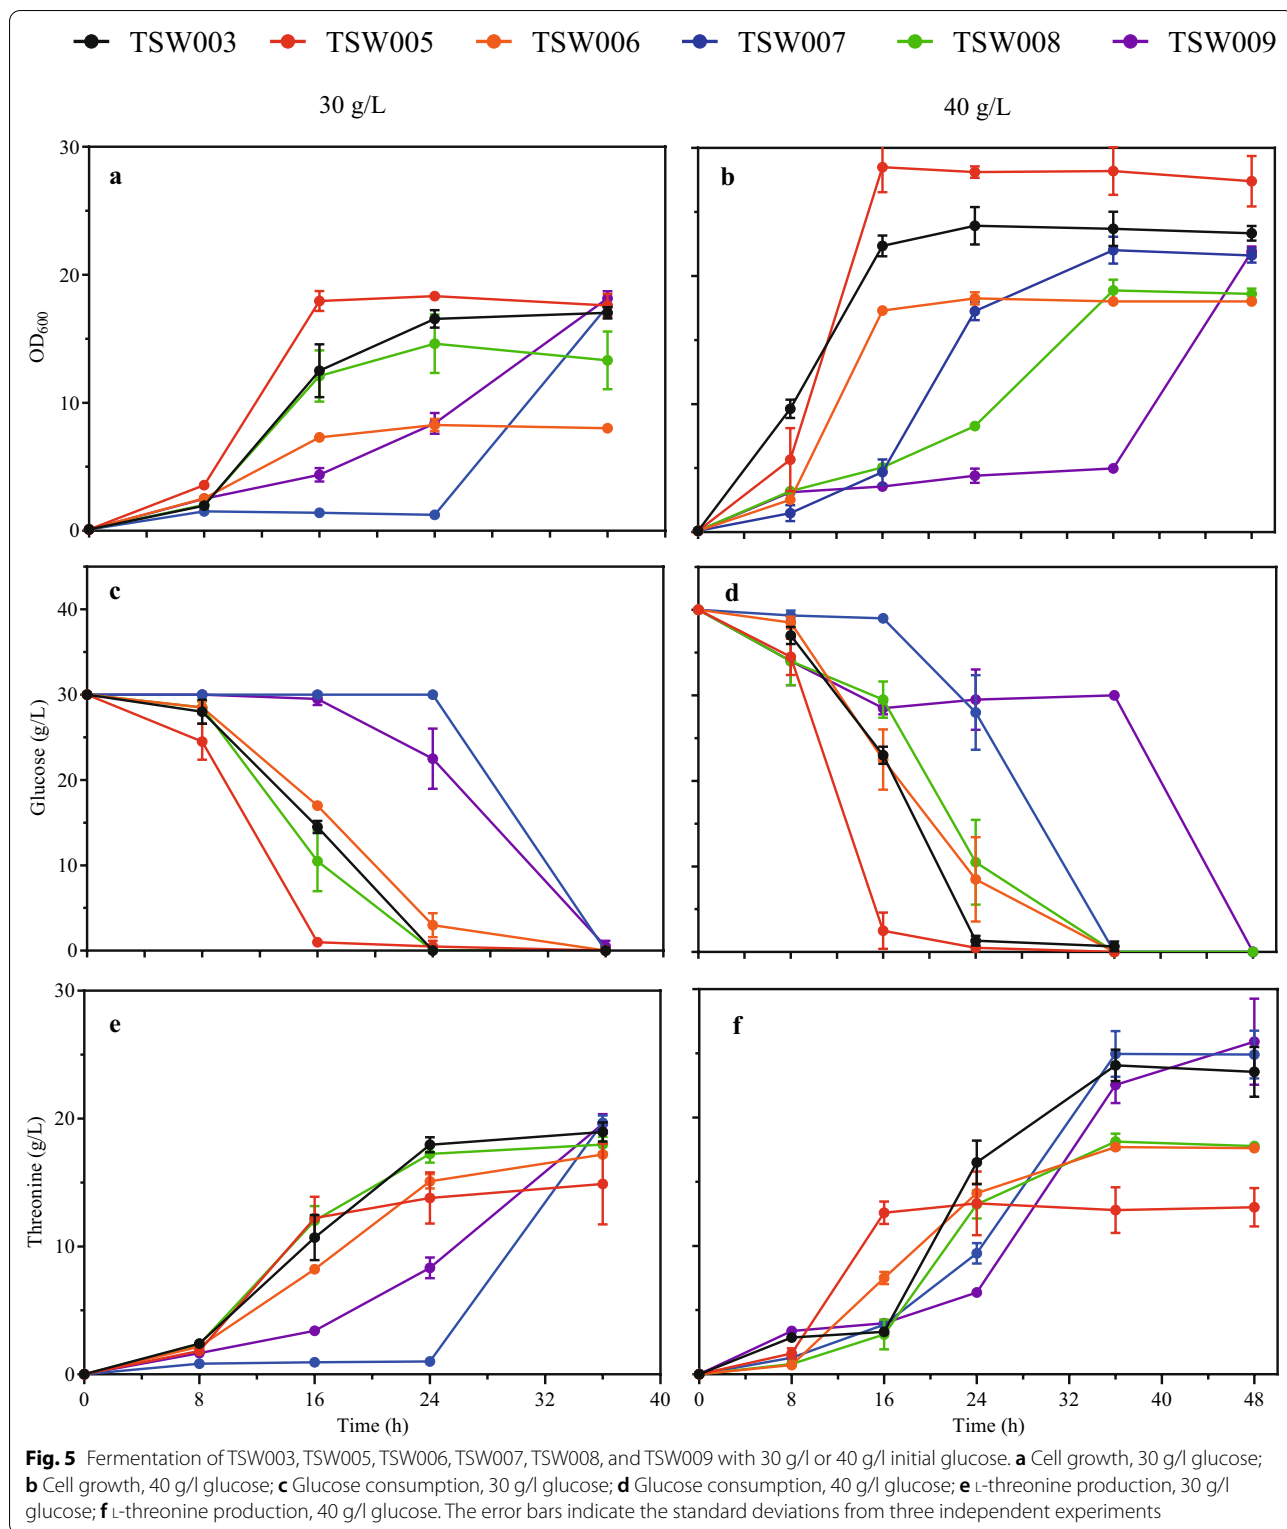 TSW003 TSW005 TSW006 TSW007 TSW008 TSW009
30 g/L 40 g/L
a
b
30
20
10
0
OD600
c
d
40
30
20
10
0
Glucose (g/L)
e
f
30
20
10
0
Threonine (g/L)
0 8 16 24 32 40
0 8 16 24 32 40 48
Time (h) Time (h)
Fig. 5 Fermentation of TSW003, TSW005, TSW006, TSW007, TSW008, and TSW009 with 30 g/l or 40 g/l initial glucose. a Cell growth, 30 g/l glucose;
b Cell growth, 40 g/l glucose; c Glucose consumption, 30 g/l glucose; d Glucose consumption, 40 g/l glucose; e L-threonine production, 30 g/l
glucose; f L-threonine production, 40 g/l glucose. The error bars indicate the standard deviations from three independent experiments